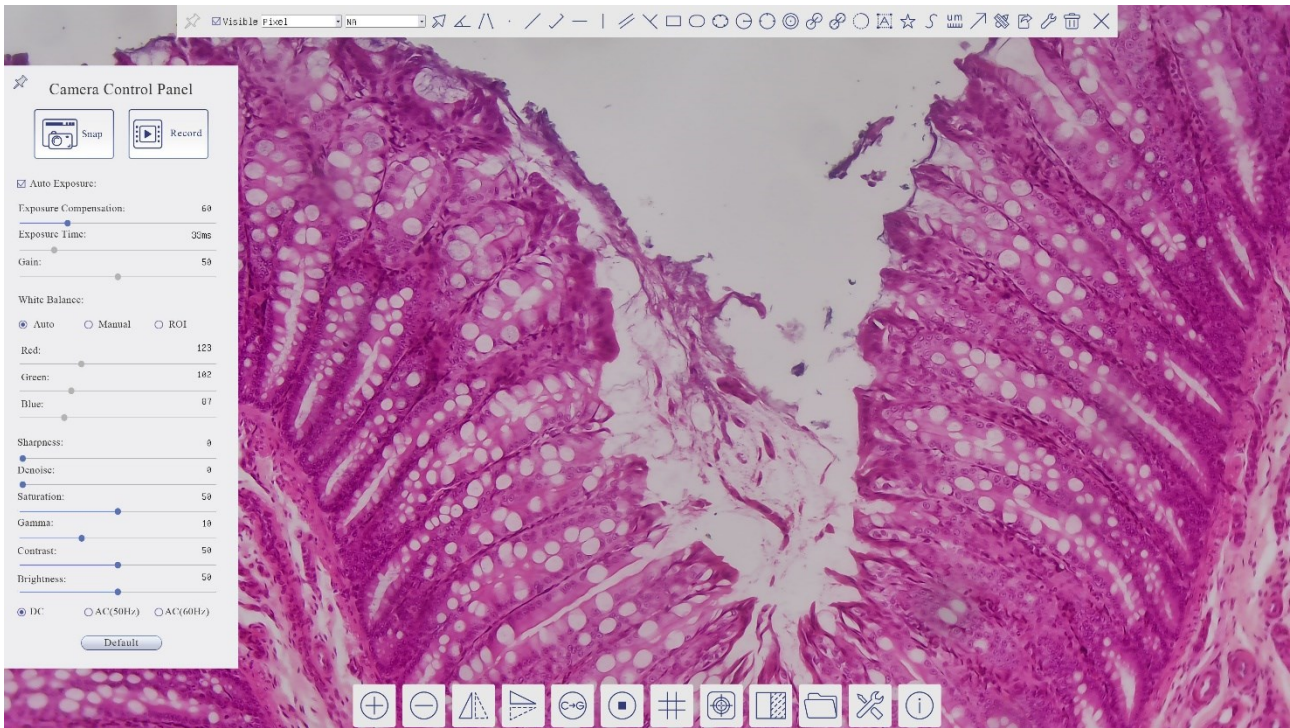 Visible Pixel NA
um
A
Camera Control Panel
Snap Record
Auto Exposure:
Exposure Compensation: 60
Exposure Time: 33ms
Gain: 50
White Balance:
Auto Manual ROI
Red: 123
Green: 102
Blue: 87
Sharpness: 0
Denoise: 0
Saturation: 50
Gamma: 10
Contrast: 50
Brightness: 50
DC AC(50Hz) AC(60Hz)
Default
C→G